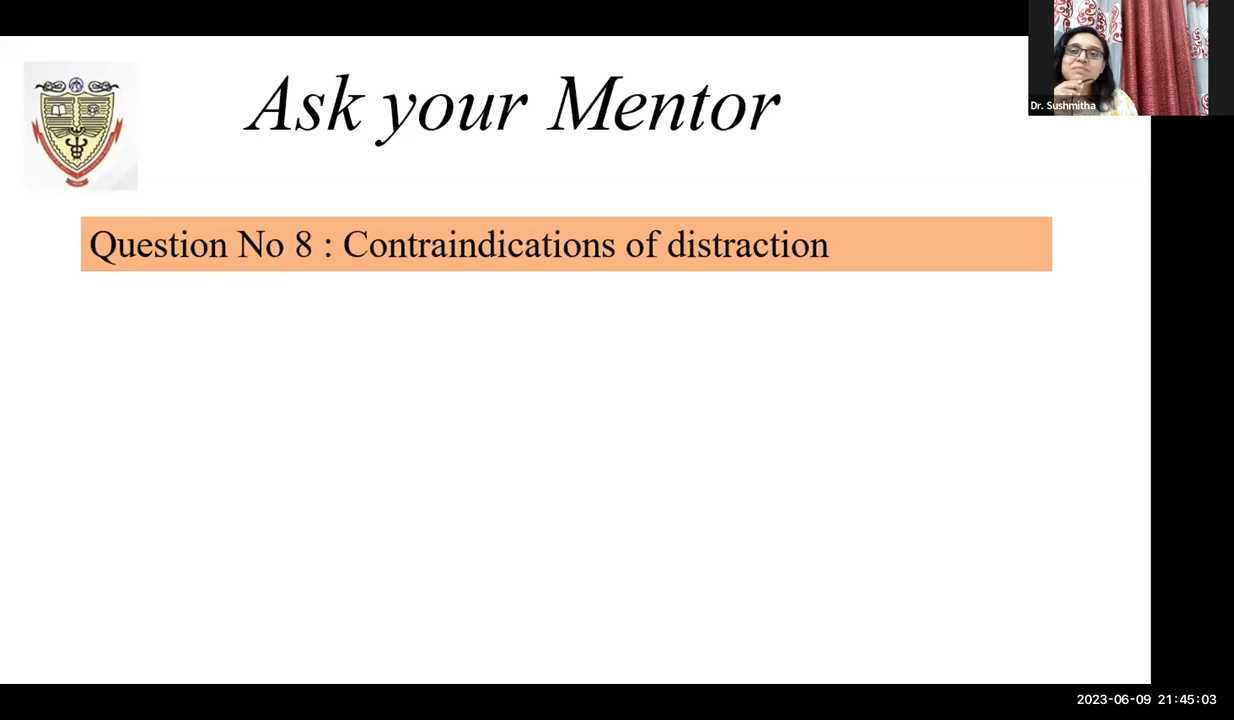 Ask your Mentor
Dr. Sushmitha
Question No 8 : Contraindications of distraction
2023-06-09 21:45:03